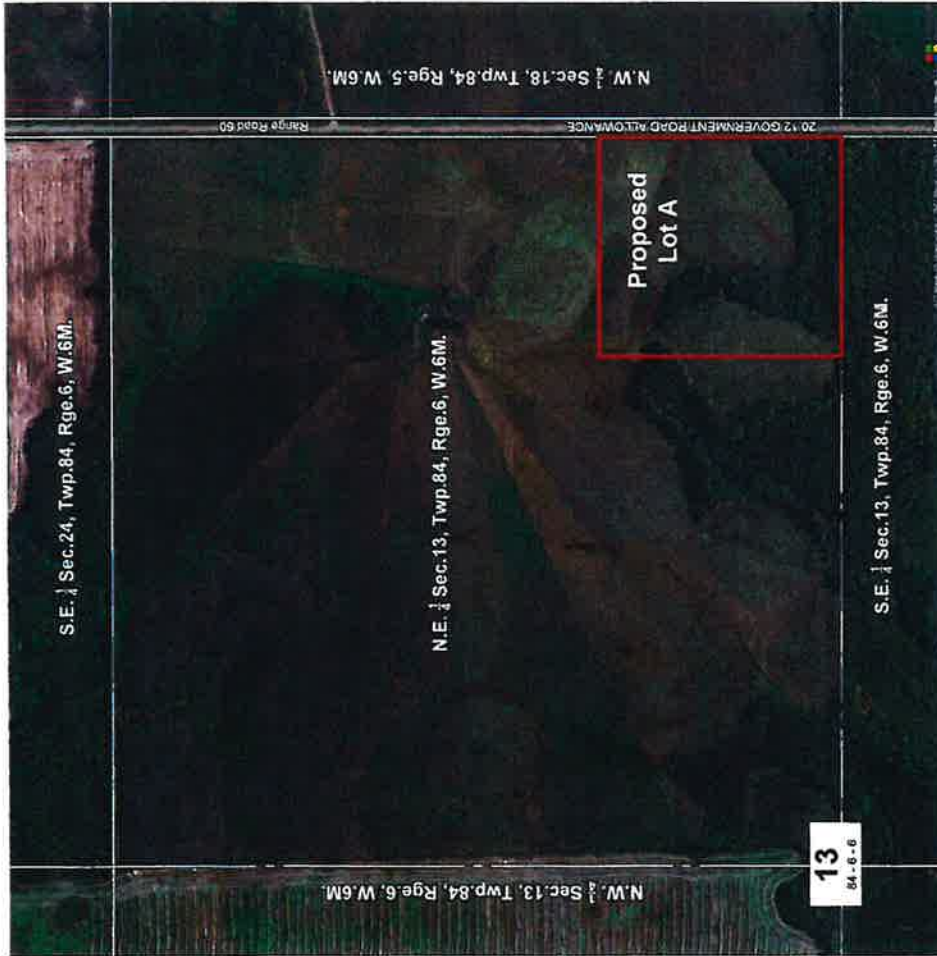 N.W. ¼ Sec.18, Twp.84, Rge.5, W.6M.
Range Road 60
20.12 GOVERNMENT ROAD ALLOWANCE
S.E. ¼ Sec.24, Twp.84, Rge.6, W.6M.
Proposed
Lot A
N.E. ¼ Sec.13, Twp.84, Rge.6, W.6M.
S.E. ¼ Sec.13, Twp.84, Rge.6, W.6M.
N.W. ¼ Sec.13, Twp.84, Rge.6, W.6M.
13
84-6-6